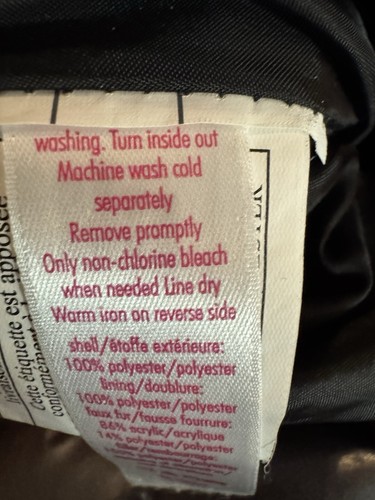 washing. Turn inside out
Machine wash cold
separately
Remove promptly
Only non-chlorine bleach
when needed Line dry
Warm iron on reverse side
shell/étoffe extérieure:
100% polyester/polyester
lining/doublure:
100% polyester/polyester
faux fur/fausse fourrure:
86% acrylic/acrylique
14% polyester/polyester
Cette étiquette est apposée
conformément